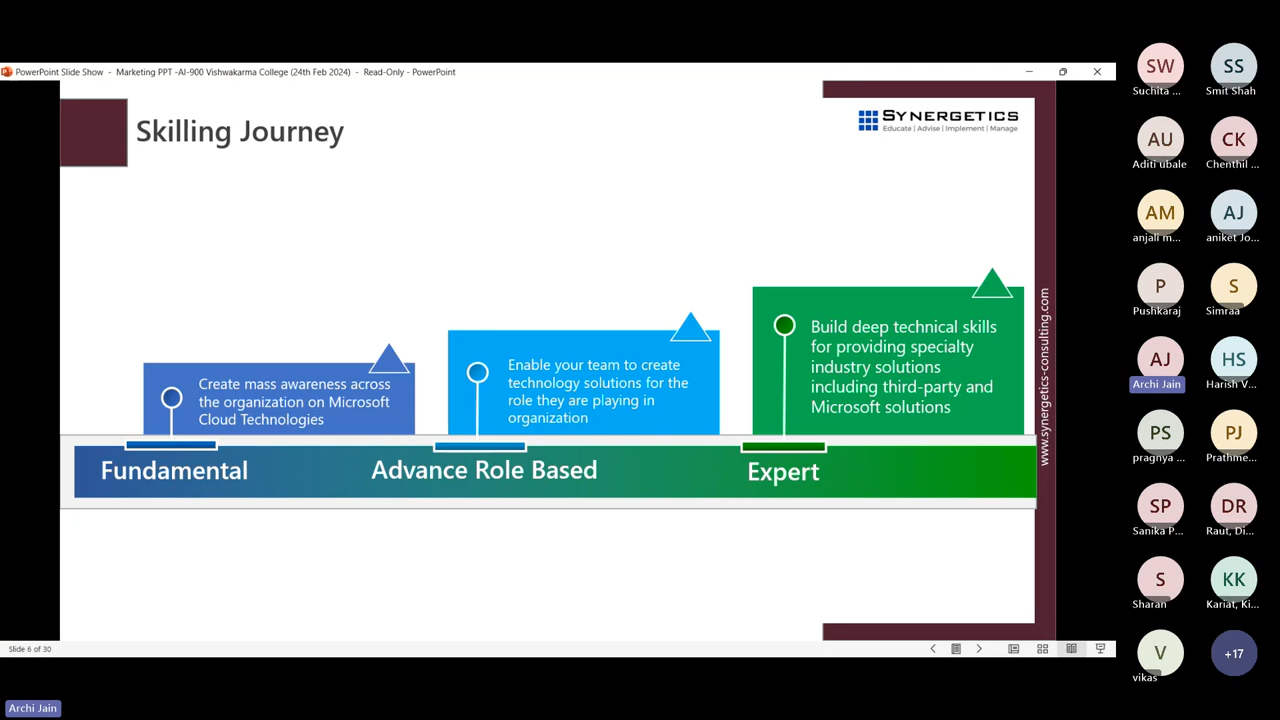 PowerPoint Slide Show - Marketing PPT -AI-900 Vishwakarma College (24th Feb 2024) - Read-Only - PowerPoint
Skilling Journey
SYNERGETICS
Educate | Advise | Implement | Manage
Create mass awareness across
the organization on Microsoft
Cloud Technologies
Enable your team to create
technology solutions for the
role they are playing in
organization
Build deep technical skills
for providing specialty
industry solutions
including third-party and
Microsoft solutions
Fundamental
Advance Role Based
Expert
www.synergetics-consulting.com
Slide 6 of 30
SW
Suchita ...
SS
Smit Shah
AU
Aditi ubale
CK
Chenthil ...
AM
anjali m...
AJ
aniket Jo...
P
Pushkaraj
S
Simraa
AJ
Archi Jain
HS
Harish V...
PS
pragnya ...
PJ
Prathme...
SP
Sanika P...
DR
Raut, Di...
S
Sharan
KK
Kariat, Ki...
V
vikas
+17
Archi Jain